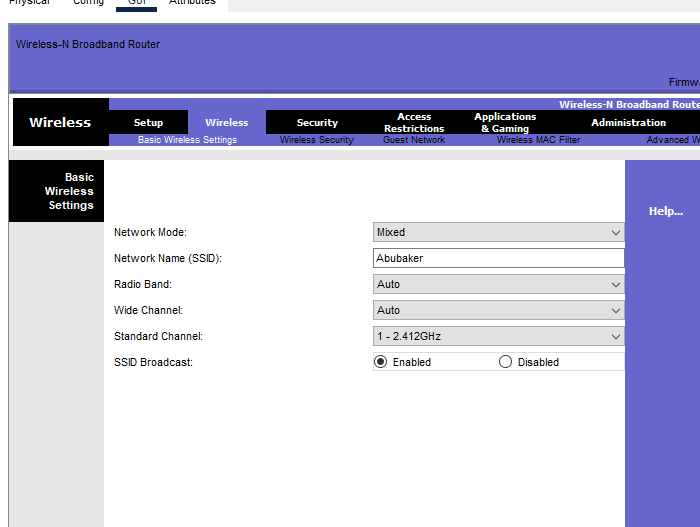 Physical Config GUI Attributes
Wireless-N Broadband Router
Firmw
Wireless-N Broadband Route
Wireless Setup Wireless Security Access Restrictions Applications & Gaming Administration
Basic Wireless Settings Wireless Security Guest Network Wireless MAC Filter Advanced W
Basic
Wireless
Settings
Help...
Network Mode: Mixed
Network Name (SSID): Abubaker
Radio Band: Auto
Wide Channel: Auto
Standard Channel: 1 - 2.412GHz
SSID Broadcast: Enabled Disabled